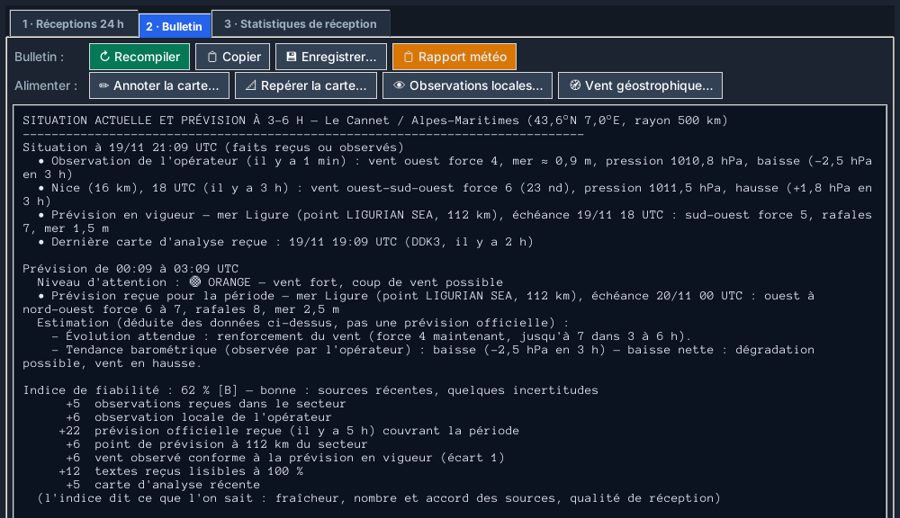 1 · Réceptions 24 h
2 · Bulletin
3 · Statistiques de réception
Bulletin :
Recompiler
Copier
Enregistrer...
Rapport météo
Alimenter :
Annoter la carte...
Repérer la carte...
Observations locales...
Vent géostrophique...
SITUATION ACTUELLE ET PRÉVISION À 3–6 H — Le Cannet / Alpes-Maritimes (43,6°N 7,0°E, rayon 500 km)
------------------------------------------------------------------------------
Situation à 19/11 21:09 UTC (faits reçus ou observés)
• Observation de l'opérateur (il y a 1 min) : vent ouest force 4, mer ≈ 0,9 m, pression 1010,8 hPa, baisse (−2,5 hPa
en 3 h)
• Nice (16 km), 18 UTC (il y a 3 h) : vent ouest-sud-ouest force 6 (23 nd), pression 1011,5 hPa, hausse (+1,8 hPa en
3 h)
• Prévision en vigueur — mer Ligure (point LIGURIAN SEA, 112 km), échéance 19/11 18 UTC : sud-ouest force 5, rafales
7, mer 1,5 m
• Dernière carte d'analyse reçue : 19/11 19:09 UTC (DDK3, il y a 2 h)
Prévision de 00:09 à 03:09 UTC
Niveau d'attention : ORANGE — vent fort, coup de vent possible
• Prévision reçue pour la période — mer Ligure (point LIGURIAN SEA, 112 km), échéance 20/11 00 UTC : ouest à
nord-ouest force 6 à 7, rafales 8, mer 2,5 m
Estimation (déduite des données ci-dessus, pas une prévision officielle) :
– Évolution attendue : renforcement du vent (force 4 maintenant, jusqu'à 7 dans 3 à 6 h).
– Tendance barométrique (observée par l'opérateur) : baisse (−2,5 hPa en 3 h) — baisse nette : dégradation
possible, vent en hausse.
Indice de fiabilité : 62 % [B] — bonne : sources récentes, quelques incertitudes
+5 observations reçues dans le secteur
+6 observation locale de l'opérateur
+22 prévision officielle reçue (il y a 5 h) couvrant la période
+6 point de prévision à 112 km du secteur
+6 vent observé conforme à la prévision en vigueur (écart 1)
+12 textes reçus lisibles à 100 %
+5 carte d'analyse récente
(l'indice dit ce que l'on sait : fraîcheur, nombre et accord des sources, qualité de réception)